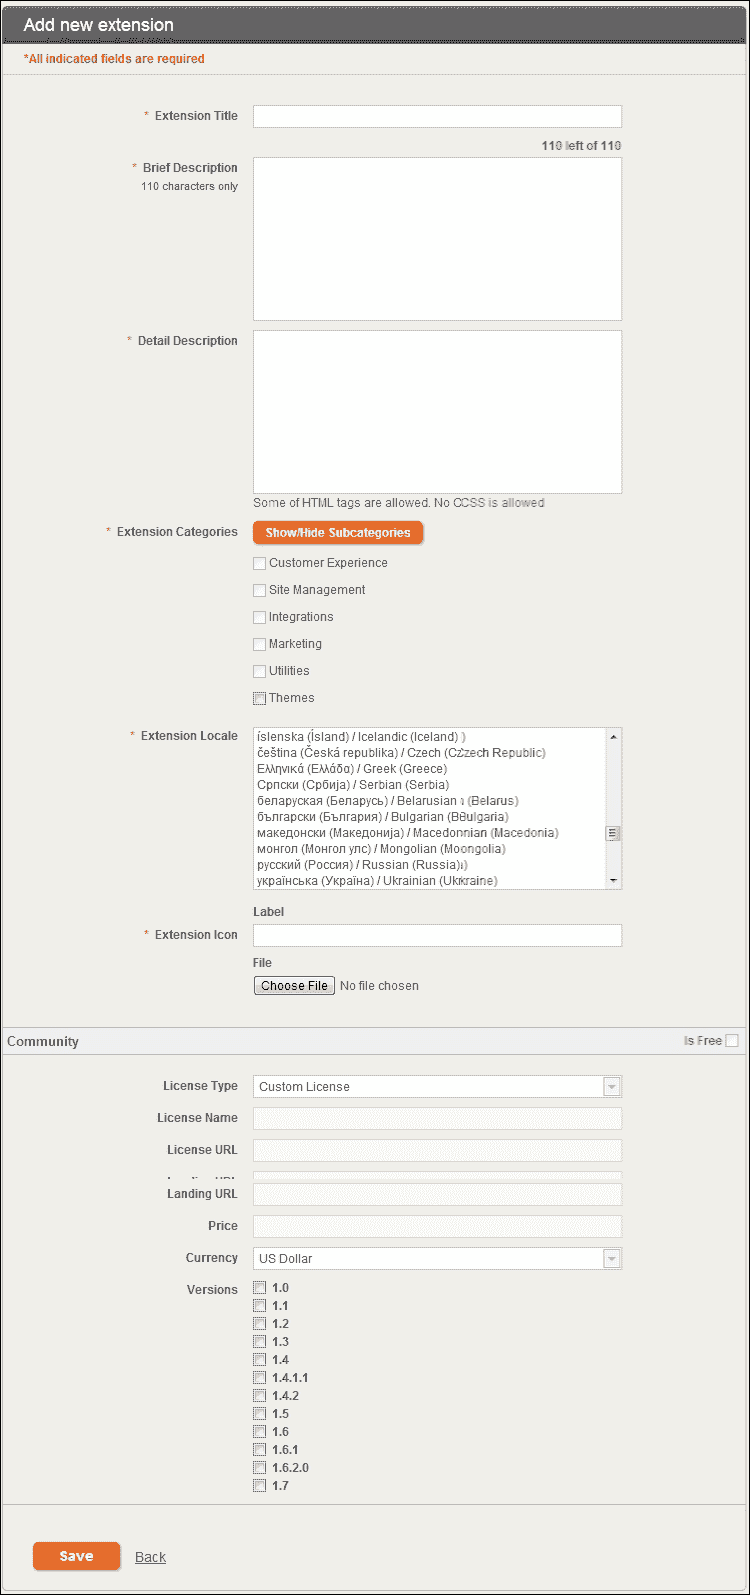 Add new extension
*All indicated fields are required
* Extension Title
110 left of 110
* Brief Description
110 characters only
* Detail Description
Some of HTML tags are allowed. No CCSS is allowed
* Extension Categories
Show/Hide Subcategories
Customer Experience
Site Management
Integrations
Marketing
Utilities
Themes
* Extension Locale
íslenska (Ísland) / Icelandic (Iceland) )
čeština (Česká republika) / Czech (CZzech Republic)
Ελληνικά (Ελλάδα) / Greek (Greece)
Српски (Србија) / Serbian (Serbia)
беларуская (Беларусь) / Belarusian ı (Belarus)
български (България) / Bulgarian (BBulgaria)
македонски (Македонија) / Macedonnian (Macedonia)
монгол (Монгол улс) / Mongolian (Moongolia)
русский (Россия) / Russian (Russia)ı)
українська (Україна) / Ukrainian (Ukkraine)
Label
* Extension Icon
File
Choose File No file chosen
Community
Is Free
License Type
Custom License
License Name
License URL
Landing URL
Price
Currency
US Dollar
Versions
1.0
1.1
1.2
1.3
1.4
1.4.1.1
1.4.2
1.5
1.6
1.6.1
1.6.2.0
1.7
Save
Back